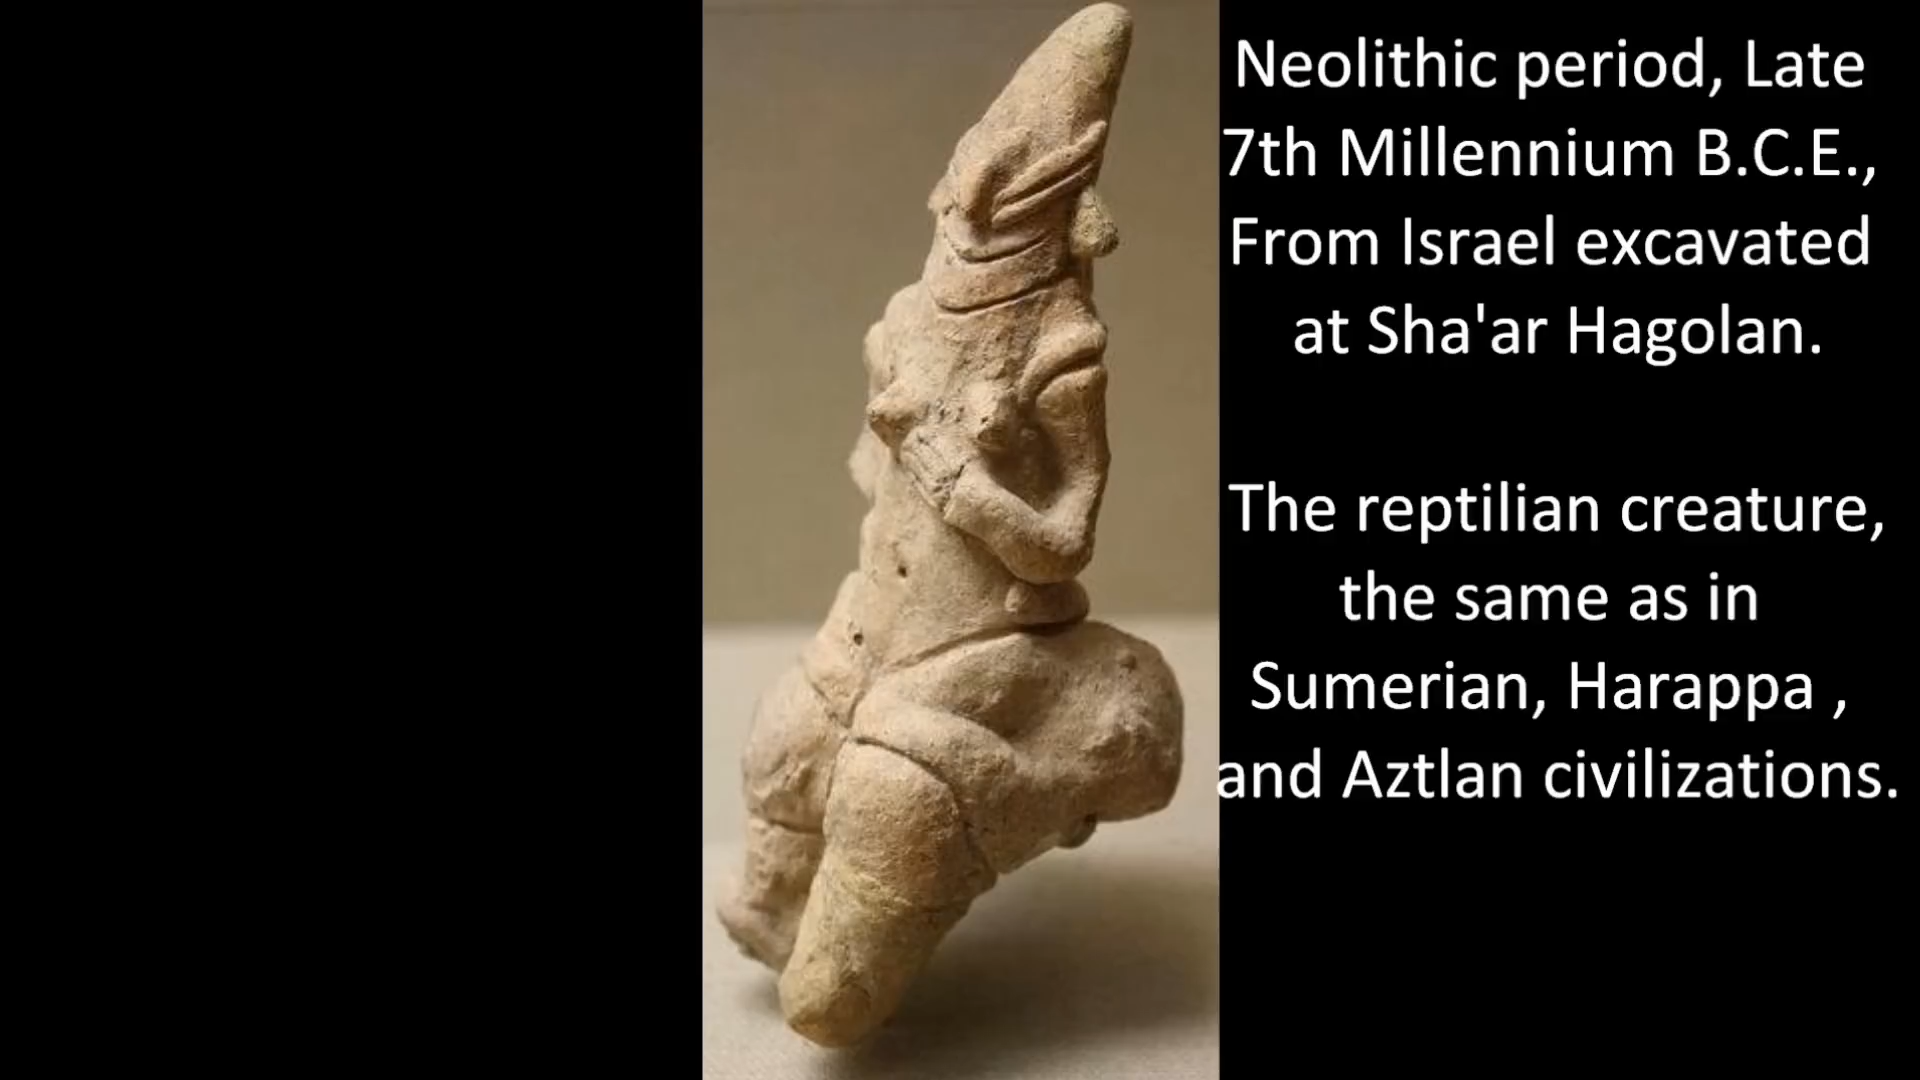 Neolithic period, Late
7th Millennium B.C.E.,
From Israel excavated
at Sha'ar Hagolan.
The reptilian creature,
the same as in
Sumerian, Harappa ,
and Aztlan civilizations.